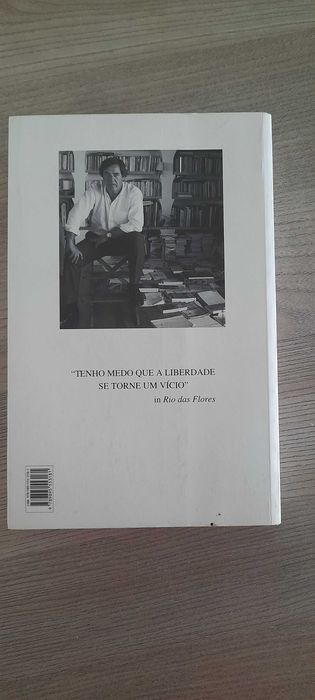 “TENHO MEDO QUE A LIBERDADE
SE TORNE UM VÍCIO”
in Rio das Flores